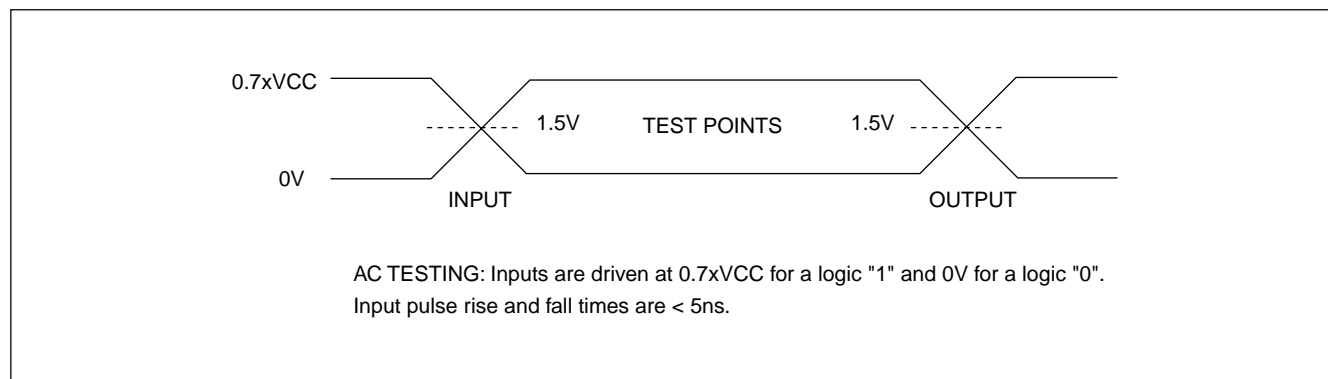 0.7xVCC
1.5V TEST POINTS 1.5V
0V
INPUT OUTPUT
AC TESTING: Inputs are driven at 0.7xVCC for a logic "1" and 0V for a logic "0".
Input pulse rise and fall times are < 5ns.